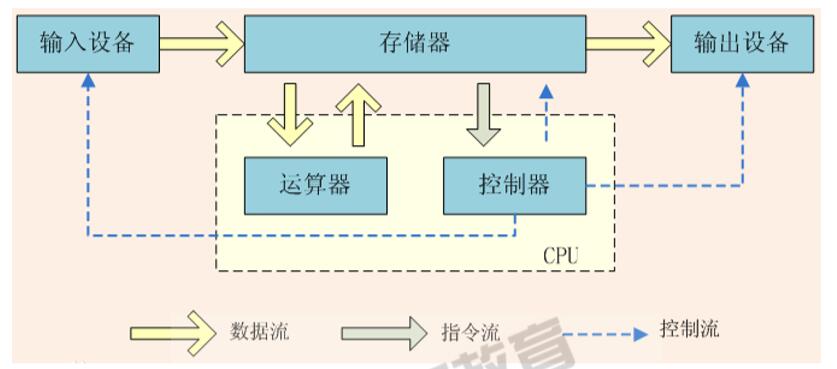 输入设备
存储器
输出设备
运算器
控制器
CPU
数据流
指令流
控制流
教育